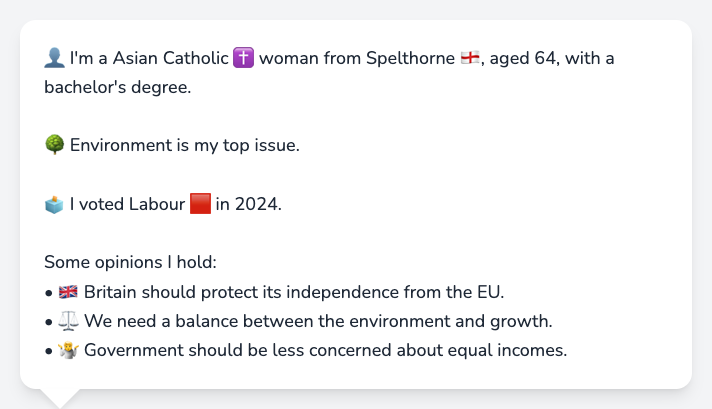 👤 I'm a Asian Catholic ✝️ woman from Spelthorne 🏴󠁧󠁢󠁥󠁮󠁧󠁿, aged 64, with a
bachelor's degree.
🌳 Environment is my top issue.
🗳️ I voted Labour 🟥 in 2024.
Some opinions I hold:
• 🇬🇧 Britain should protect its independence from the EU.
• ⚖️ We need a balance between the environment and growth.
• 🤷 Government should be less concerned about equal incomes.